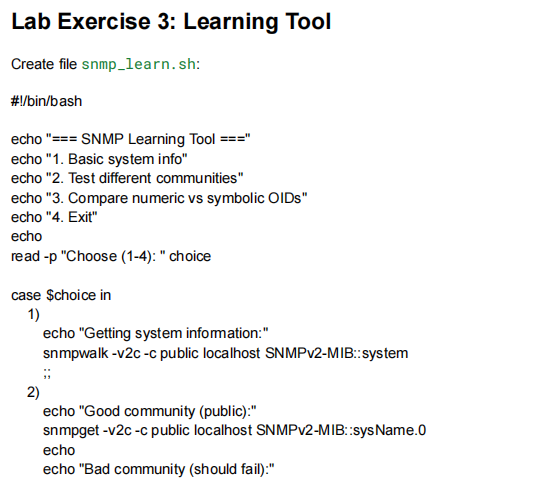 Lab Exercise 3: Learning Tool
Create file snmp_learn.sh:
#!/bin/bash
echo "=== SNMP Learning Tool ==="
echo "1. Basic system info"
echo "2. Test different communities"
echo "3. Compare numeric vs symbolic OIDs"
echo "4. Exit"
echo
read -p "Choose (1-4): " choice
case $choice in
1)
echo "Getting system information:"
snmpwalk -v2c -c public localhost SNMPv2-MIB::system
;;
2)
echo "Good community (public):"
snmpget -v2c -c public localhost SNMPv2-MIB::sysName.0
echo
echo "Bad community (should fail):"